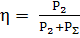 η = P₂ / (P₂+P_Σ)